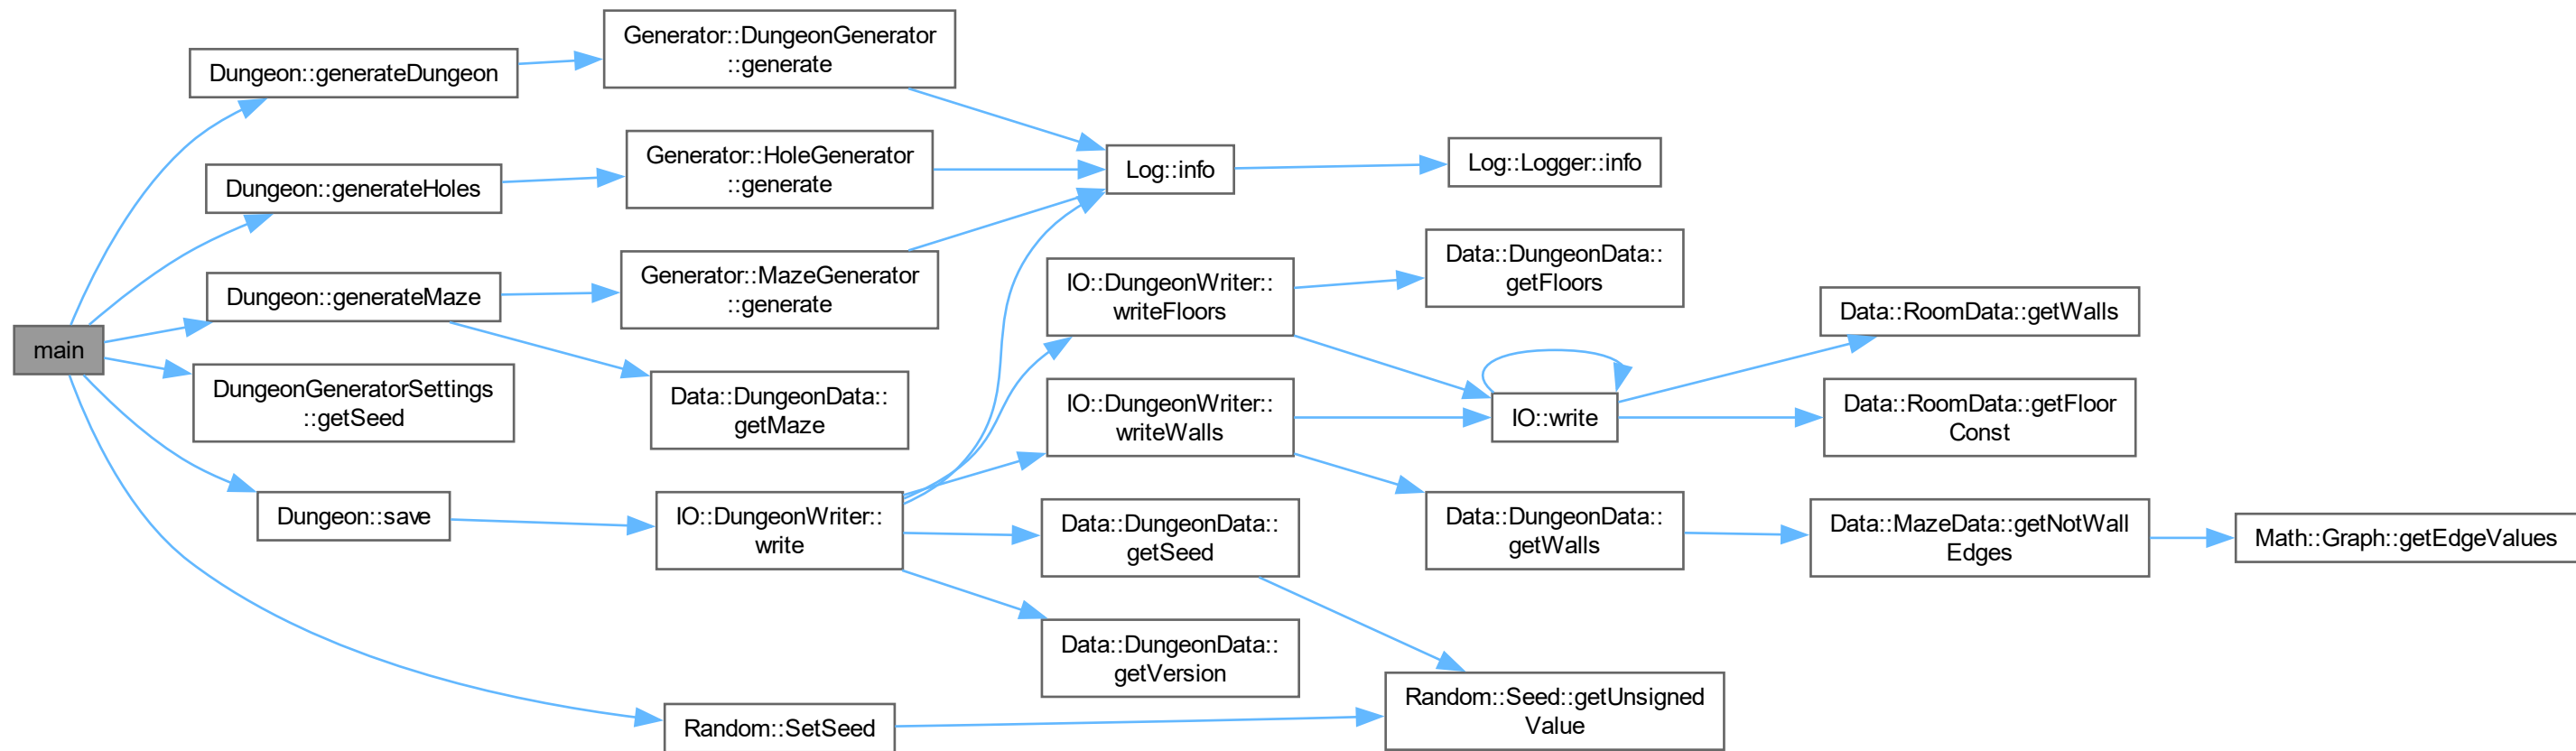 main
Dungeon::generateDungeon
Dungeon::generateHoles
Dungeon::generateMaze
DungeonGeneratorSettings
::getSeed
Dungeon::save
Random::SetSeed
Generator::DungeonGenerator
::generate
Generator::HoleGenerator
::generate
Generator::MazeGenerator
::generate
Data::DungeonData::
getMaze
IO::DungeonWriter::
write
Log::info
Log::Logger::info
IO::DungeonWriter::
writeFloors
IO::DungeonWriter::
writeWalls
Data::DungeonData::
getSeed
Data::DungeonData::
getVersion
Data::DungeonData::
getFloors
IO::write
Data::DungeonData::
getWalls
Random::Seed::getUnsigned
Value
Data::RoomData::getWalls
Data::RoomData::getFloor
Const
Data::MazeData::getNotWall
Edges
Math::Graph::getEdgeValues